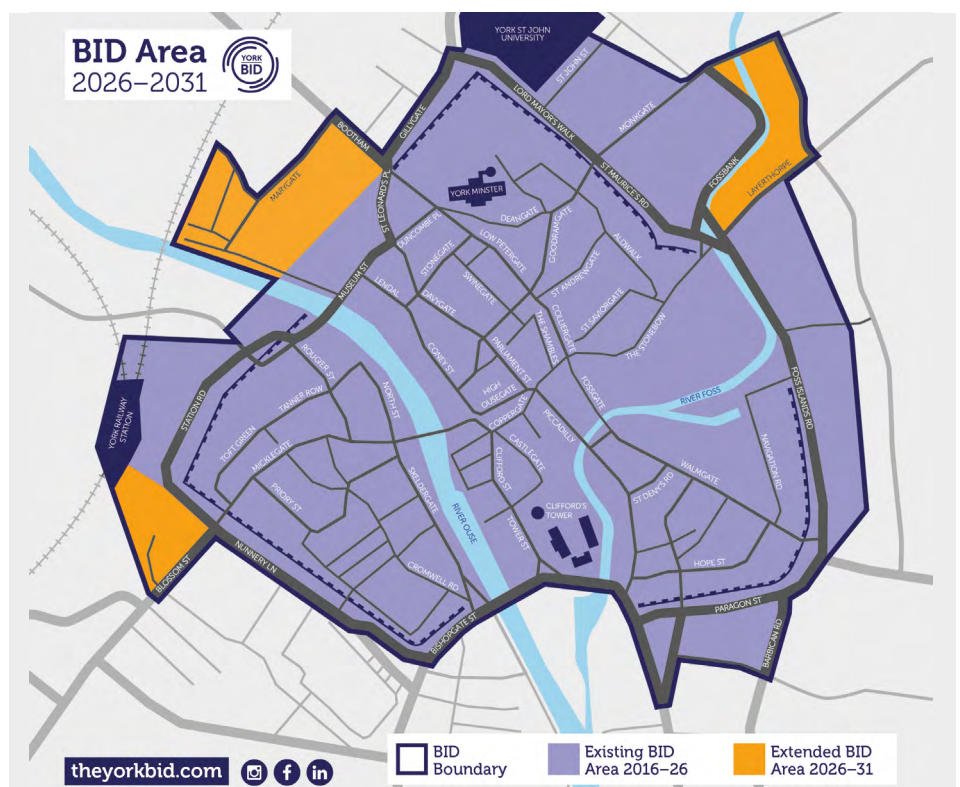 BID Area
2026–2031
YORK
BID
YORK ST JOHN
UNIVERSITY
ST JOHN ST
LORD MAYOR'S WALK
MONKGATE
GILLYGATE
BOOTHAM
MARYGATE
ST LEONARD'S PL
YORK MINSTER
ST MAURICE'S RD
FOSSBANK
LAYERTHORPE
DUNCOMBE PL
DEANGATE
GOODRAMGATE
ALDWALK
LOW PETERGATE
STONEGATE
SWINEGATE
ST ANDREWGATE
MUSEUM ST
LENDAL
DAVYGATE
COLLIERGATE
ST SAVIORGATE
THE SHAMBLES
THE STONEBOW
CONEY ST
PARLIAMENT ST
ROUGIER ST
NORTH ST
HIGH
OUSEGATE
FOSSGATE
RIVER FOSS
FOSS ISLANDS RD
STATION RD
YORK RAILWAY
STATION
TANNER ROW
TOFT GREEN
MICKLEGATE
COPPERGATE
PICCADILLY
CASTLEGATE
CLIFFORD ST
WALMGATE
NAVIGATION RD
PRIORY ST
SKELDERGATE
RIVER OUSE
TOWER ST
CLIFFORD'S
TOWER
ST DENYS RD
HOPE ST
BLOSSOM ST
NUNNERY LN
CROMWELL RD
BISHOPGATE ST
PARAGON ST
BARBICAN RD
theyorkbid.com
BID
Boundary
Existing BID
Area 2016–26
Extended BID
Area 2026–31